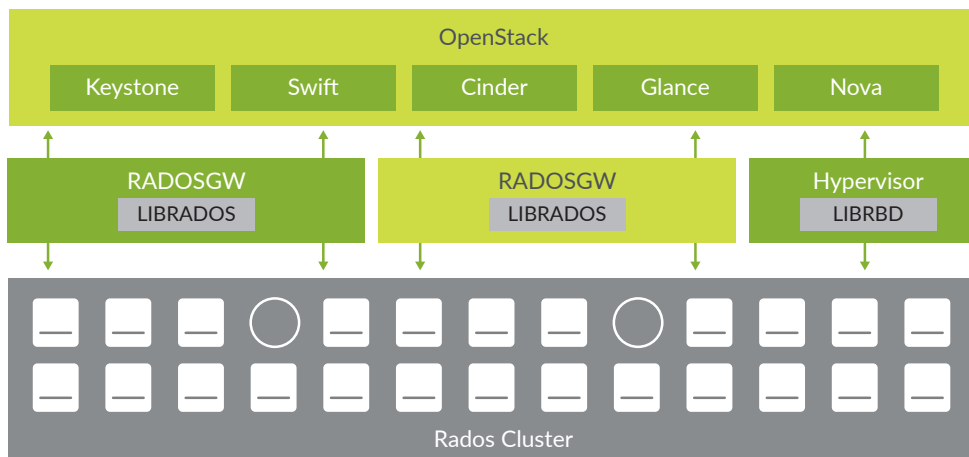 OpenStack
Keystone Swift Cinder Glance Nova
RADOSGW RADOSGW Hypervisor
LIBRADOS LIBRADOS LIBRBD
Rados Cluster